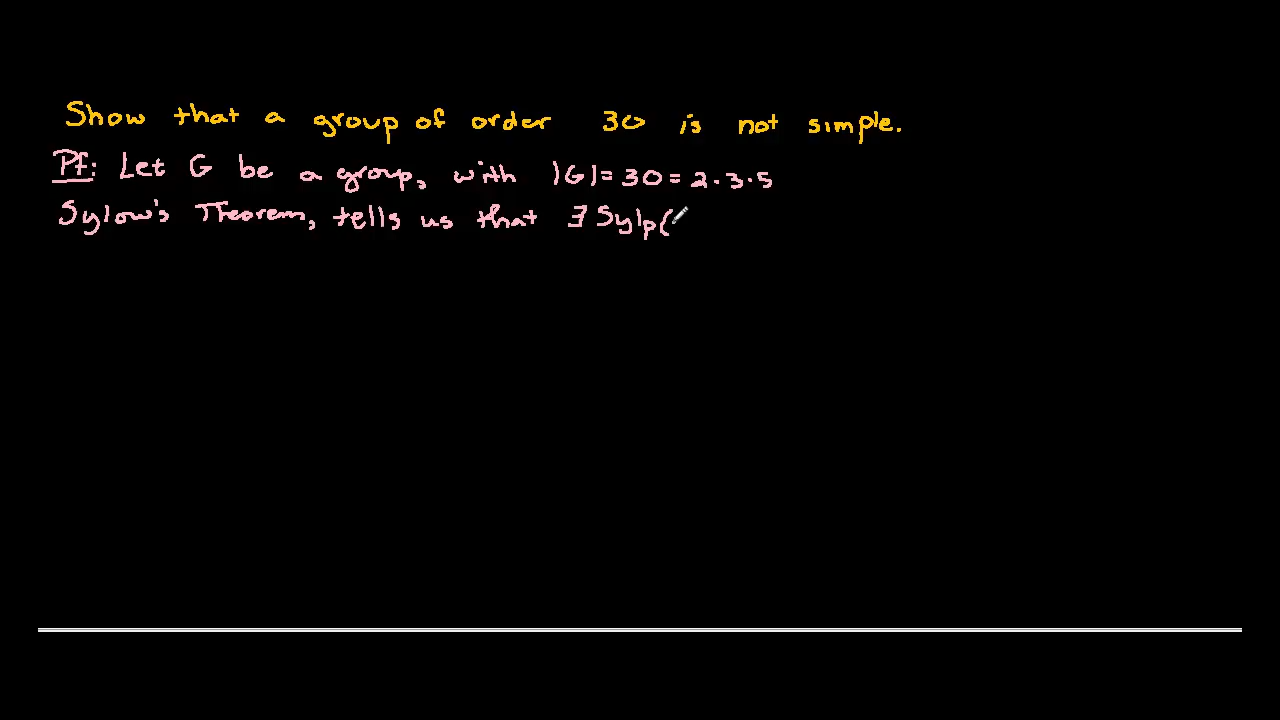 Show that a group of order 30 is not simple.
Pf: Let G be a group, with |G| = 30 = 2·3·5
Sylow's Theorem, tells us that ∃ Sylp(